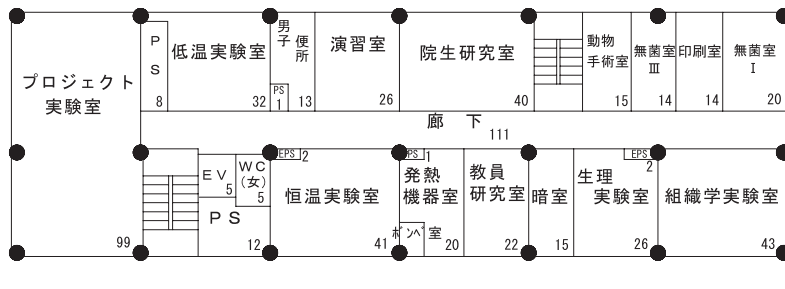 プロジェクト
実験室
99
P
S
8
低温実験室
32
男
子
便
所
PS
1
13
演習室
26
院生研究室
40
動物
手術室
15
無菌室
Ⅲ
14
印刷室
14
無菌室
Ⅰ
20
廊 下
111
EV
5
WC
(女)
5
PS
12
EPS
2
恒温実験室
41
PS
1
発熱
機器室
ボンベ室
20
教員
研究室
22
暗室
15
EPS
2
生理
実験室
26
組織学実験室
43